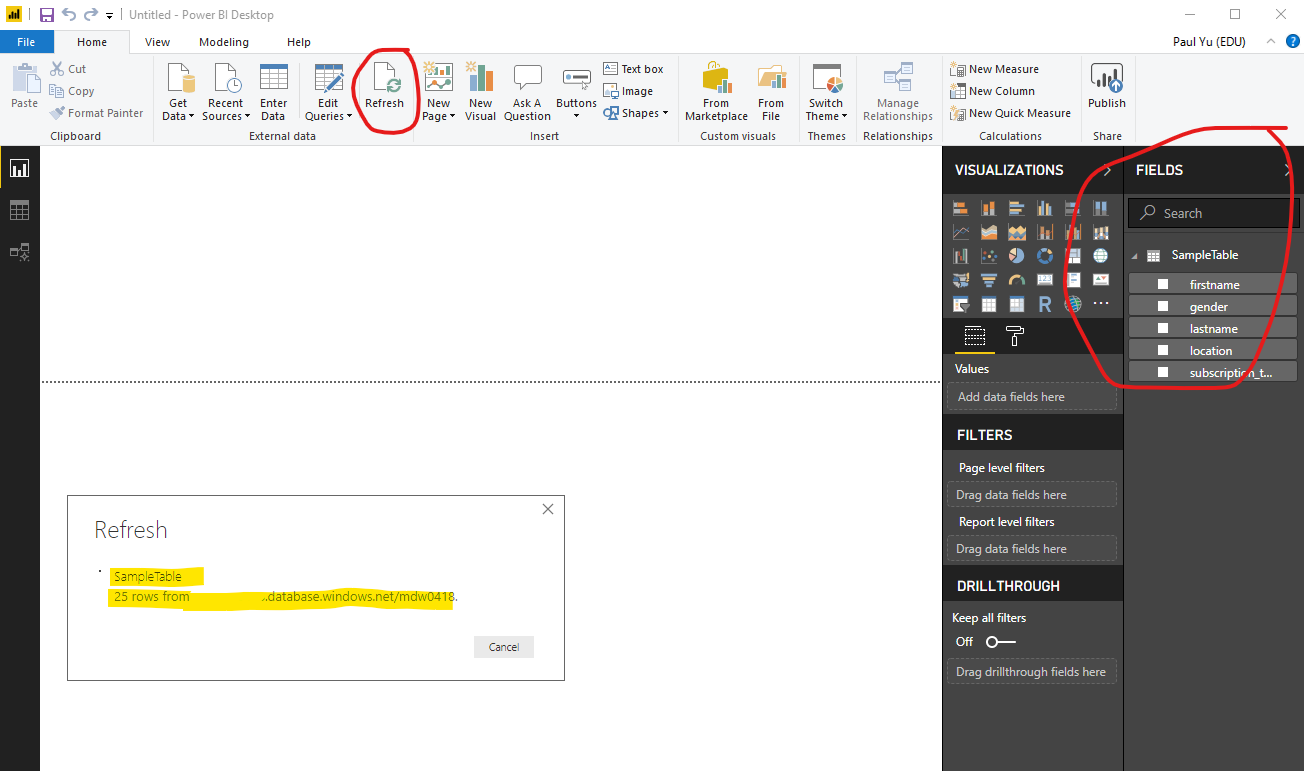 Untitled - Power BI Desktop
File Home View Modeling Help Paul Yu (EDU) ?
Paste
Cut
Copy
Format Painter
Clipboard
Get Data
Recent Sources
Enter Data
Edit Queries
Refresh
External data
New Page
New Visual
Ask A Question
Buttons
Text box
Image
Shapes
Insert
From Marketplace
From File
Custom visuals
Switch Theme
Themes
Manage Relationships
Relationships
New Measure
New Column
New Quick Measure
Calculations
Publish
Share
VISUALIZATIONS
R
Values
Add data fields here
FILTERS
Page level filters
Drag data fields here
Report level filters
Drag data fields here
DRILLTHROUGH
Keep all filters
Off
Drag drillthrough fields here
FIELDS
Search
SampleTable
firstname
gender
lastname
location
subscription_t...
Refresh
SampleTable
25 rows from ..database.windows.net/mdw0418.
Cancel